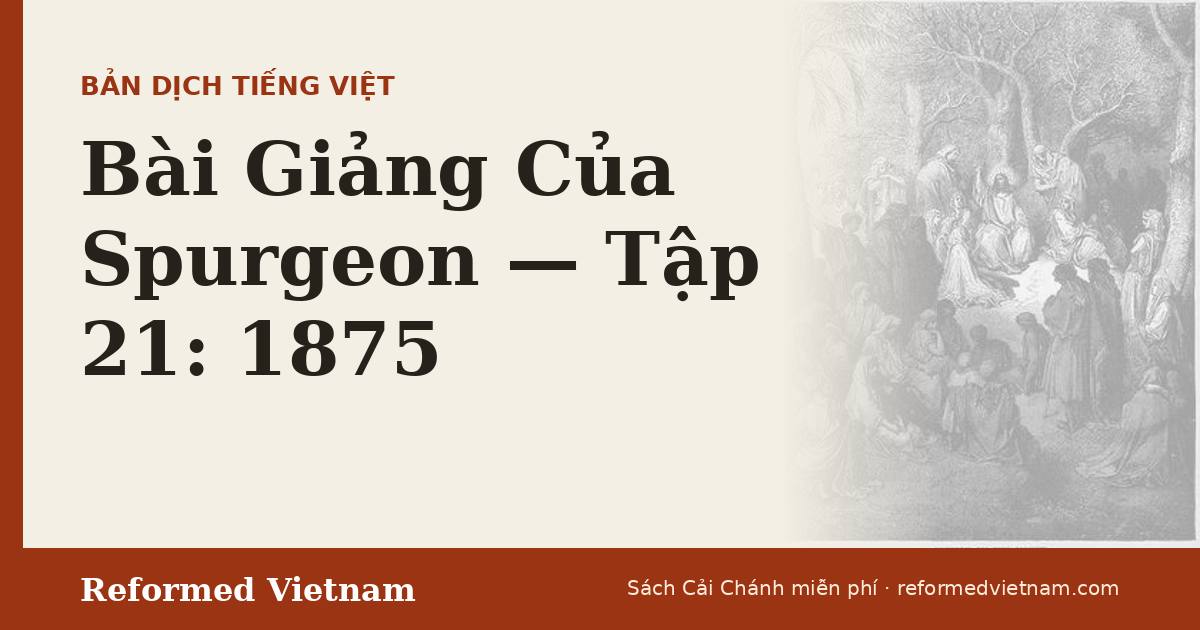 BẢN DỊCH TIẾNG VIỆT
Bài Giảng Của
Spurgeon — Tập
21: 1875
Reformed Vietnam
Sách Cải Chánh miễn phí · reformedvietnam.com